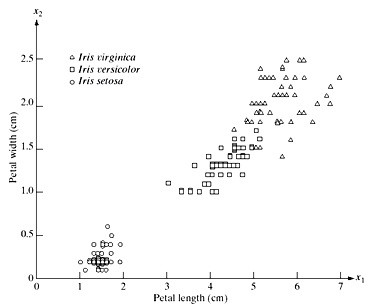 x2
2.5
2.0
1.5
1.0
0.5
0
Petal width (cm)
Iris virginica
Iris versicolor
Iris setosa
0 1 2 3 4 5 6 7 x1
Petal length (cm)